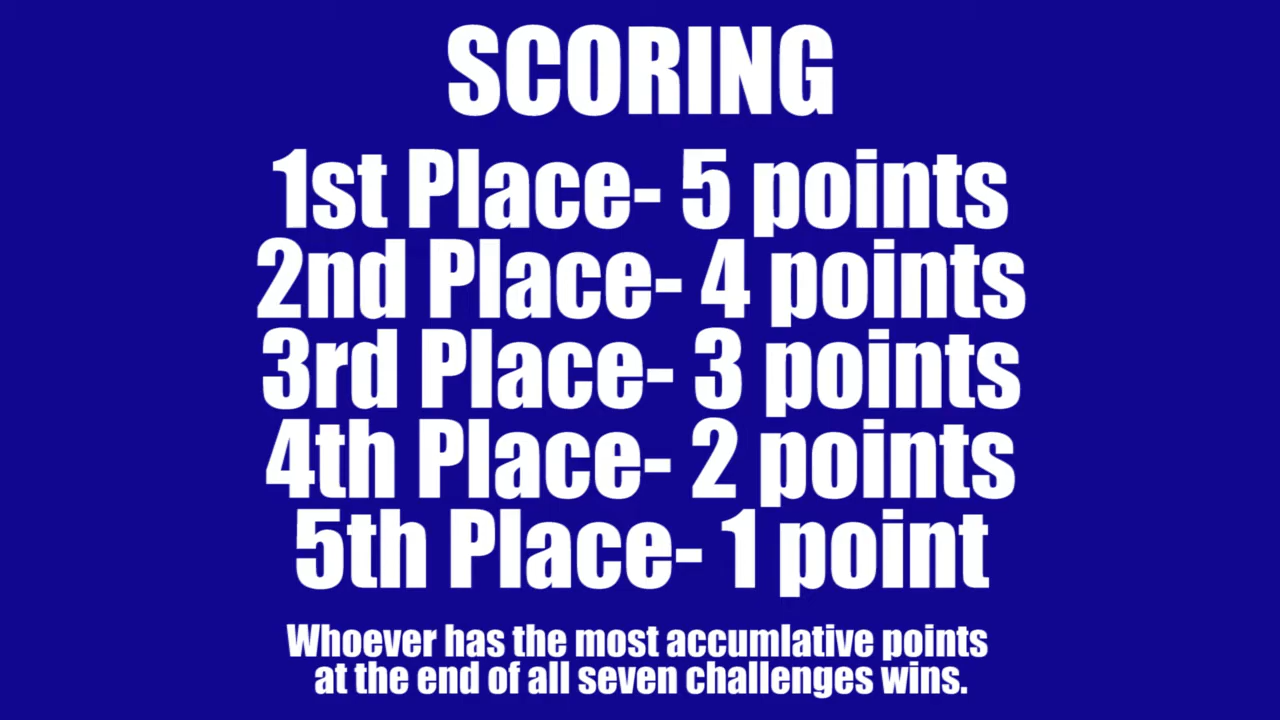 SCORING
1st Place- 5 points
2nd Place- 4 points
3rd Place- 3 points
4th Place- 2 points
5th Place- 1 point
Whoever has the most accumlative points
at the end of all seven challenges wins.